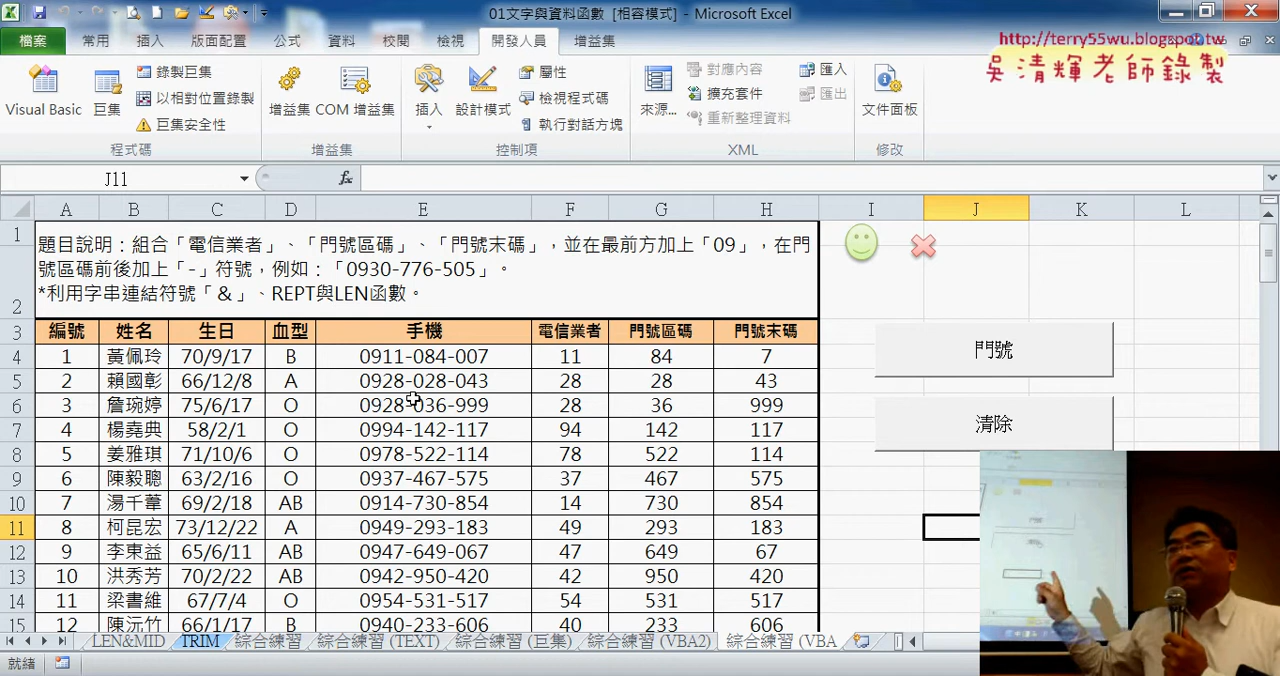 01文字與資料函數 [相容模式] - Microsoft Excel
檔案 常用 插入 版面配置 公式 資料 校閱 檢視 開發人員 增益集
http://terry55wu.blogspot.tw
吳清輝老師錄製
Visual Basic 巨集 錄製巨集 以相對位置錄製 巨集安全性
增益集 COM 增益集
插入 設計模式 屬性 檢視程式碼 執行對話方塊
來源... 對應內容 擴充套件 重新整理資料 匯入 匯出
文件面板
程式碼 增益集 控制項 XML 修改
J11 fx
A B C D E F G H I J K L
1 題目說明：組合「電信業者」、「門號區碼」、「門號末碼」，並在最前方加上「09」，在門
號區碼前後加上「-」符號，例如：「0930-776-505」。
2 *利用字串連結符號「＆」、REPT與LEN函數。
3 編號 姓名 生日 血型 手機 電信業者 門號區碼 門號末碼
4 1 黃佩玲 70/9/17 B 0911-084-007 11 84 7
5 2 賴國彰 66/12/8 A 0928-028-043 28 28 43
6 3 詹琬婷 75/6/17 O 0928-036-999 28 36 999
7 4 楊堯典 58/2/1 O 0994-142-117 94 142 117
8 5 姜雅琪 71/10/6 O 0978-522-114 78 522 114
9 6 陳毅聰 63/2/16 O 0937-467-575 37 467 575
10 7 湯千葦 69/2/18 AB 0914-730-854 14 730 854
11 8 柯昆宏 73/12/22 A 0949-293-183 49 293 183
12 9 李東益 65/6/11 AB 0947-649-067 47 649 67
13 10 洪秀芳 70/2/22 AB 0942-950-420 42 950 420
14 11 梁書維 67/7/4 O 0954-531-517 54 531 517
15 12 陳沅竹 66/1/17 B 0940-233-606 40 233 606
門號
清除
LEN&MID TRIM 綜合練習 綜合練習 (TEXT) 綜合練習 (巨集) 綜合練習 (VBA2) 綜合練習 (VBA
就緒